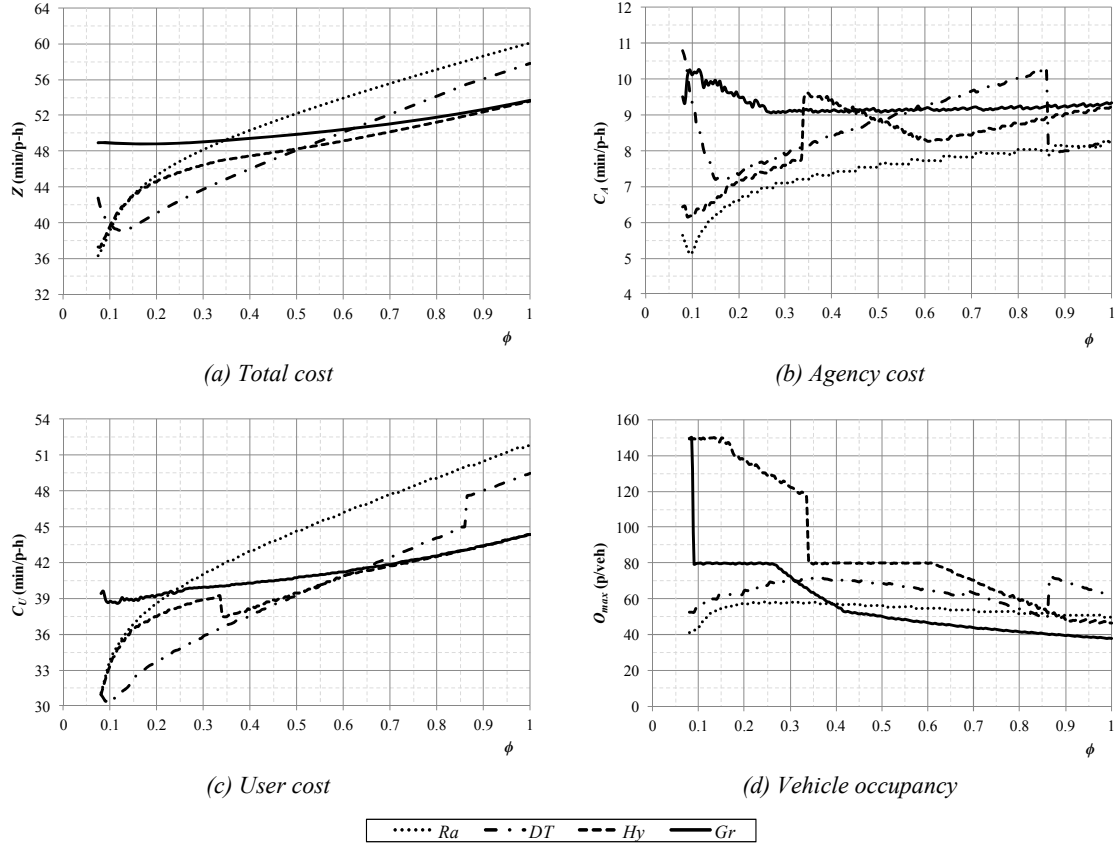 64
60
56
52
48
44
40
36
32
Z (min/p-h)
0 0.1 0.2 0.3 0.4 0.5 0.6 0.7 0.8 0.9 1
ϕ
(a) Total cost
12
11
10
9
8
7
6
5
4
C_A (min/p-h)
0 0.1 0.2 0.3 0.4 0.5 0.6 0.7 0.8 0.9 1
ϕ
(b) Agency cost
54
51
48
45
42
39
36
33
30
C_U (min/p-h)
0 0.1 0.2 0.3 0.4 0.5 0.6 0.7 0.8 0.9 1
ϕ
(c) User cost
160
140
120
100
80
60
40
20
0
O_max (p/veh)
0 0.1 0.2 0.3 0.4 0.5 0.6 0.7 0.8 0.9 1
ϕ
(d) Vehicle occupancy
Ra DT Hy Gr